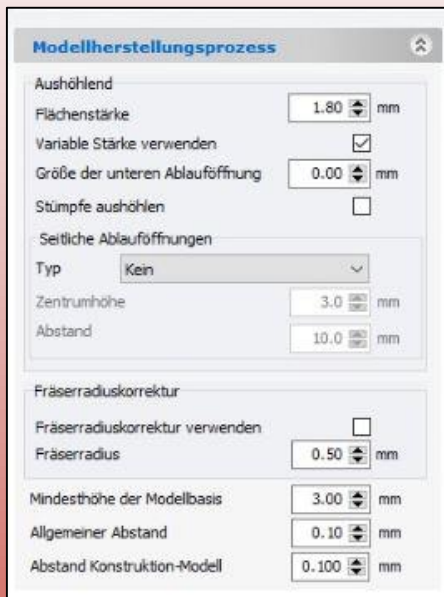 Modellherstellungsprozess
Aushöhlend
Flächenstärke 1.80 mm
Variable Stärke verwenden
Größe der unteren Ablauföffnung 0.00 mm
Stümpfe aushöhlen
Seitliche Ablauföffnungen
Typ Kein
Zentrumhöhe 3.0 mm
Abstand 10.0 mm
Fräserradiuskorrektur
Fräserradiuskorrektur verwenden
Fräserradius 0.50 mm
Mindesthöhe der Modellbasis 3.00 mm
Allgemeiner Abstand 0.10 mm
Abstand Konstruktion-Modell 0.100 mm